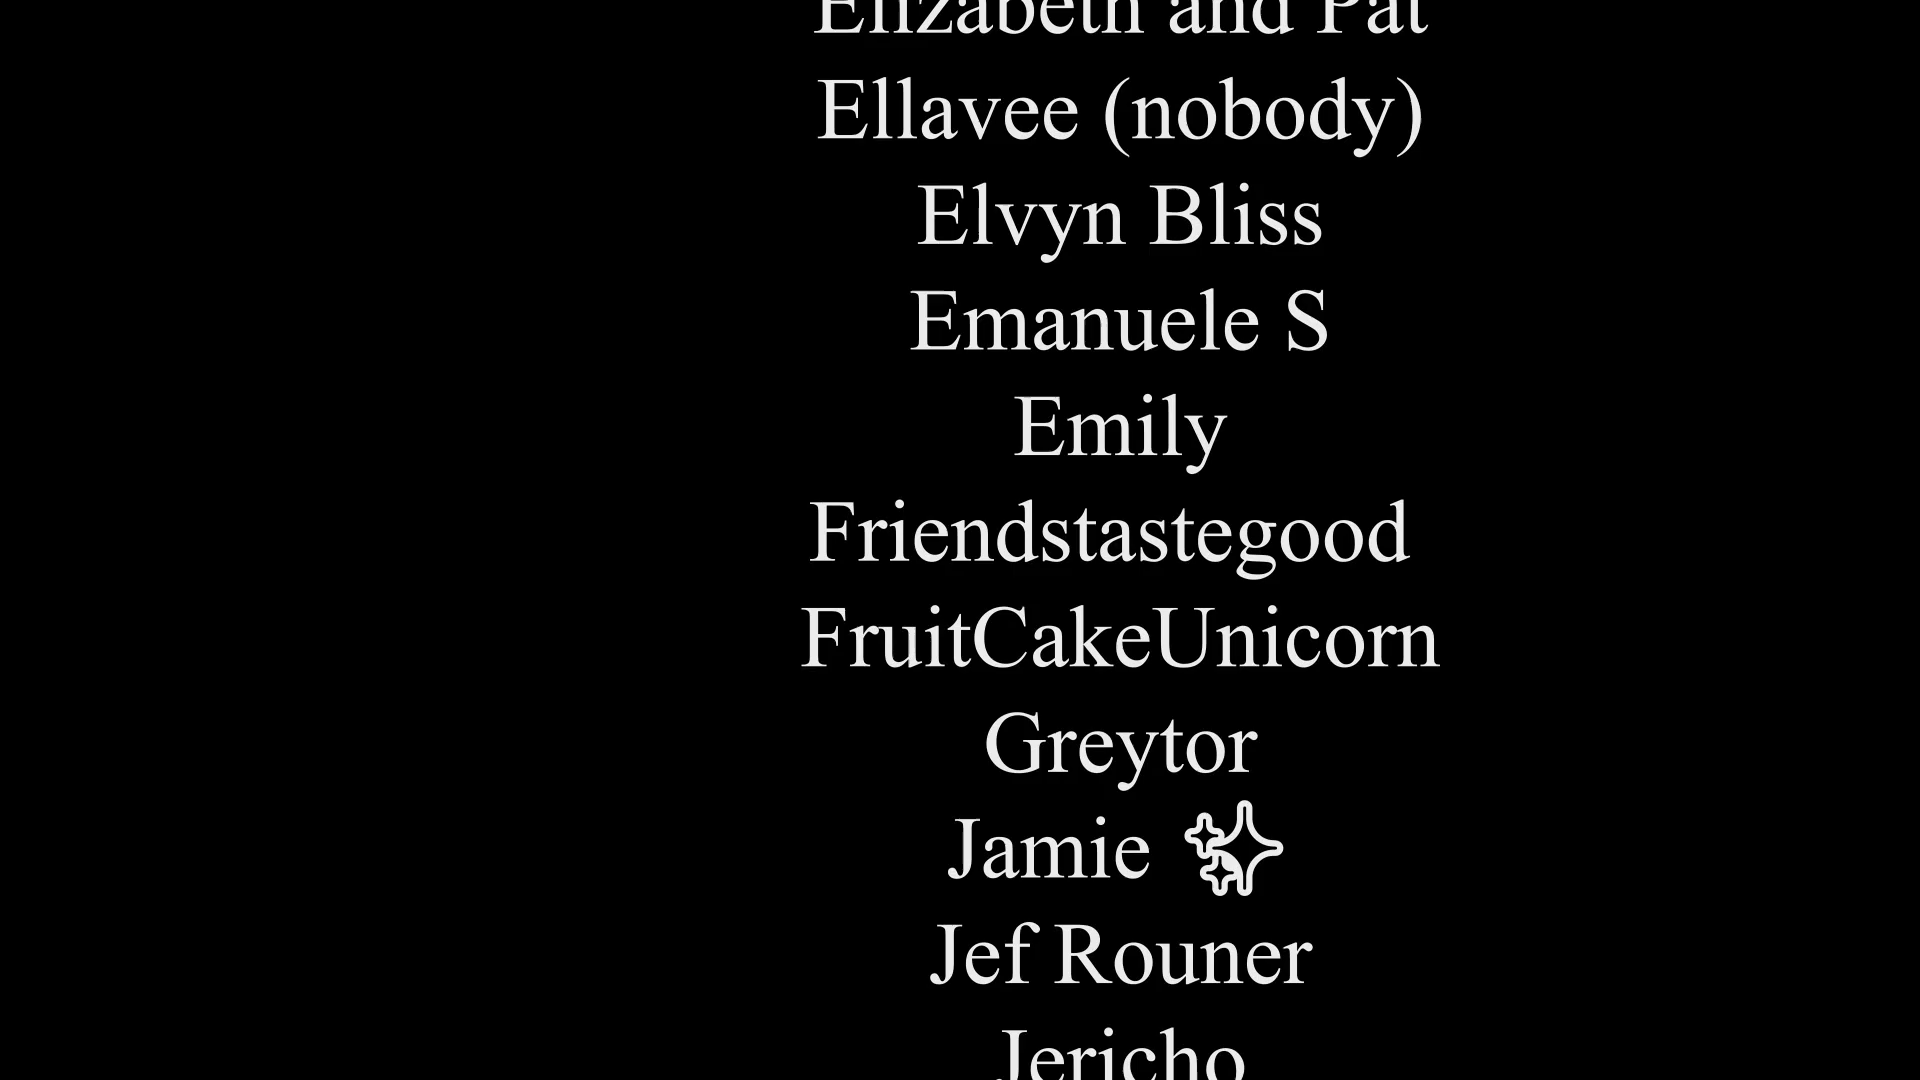 Elizabeth and Pat
Ellavee (nobody)
Elvyn Bliss
Emanuele S
Emily
Friendstastegood
FruitCakeUnicorn
Greytor
Jamie ✨
Jef Rouner
Jericho